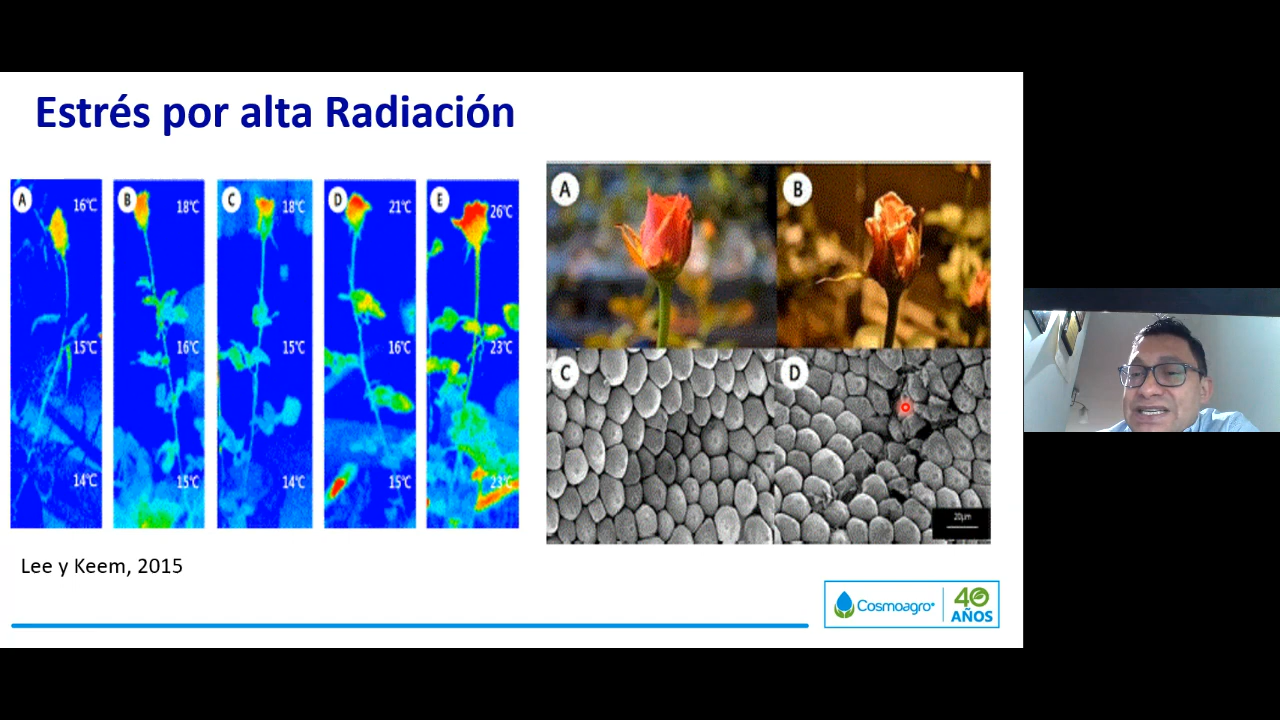 Estrés por alta Radiación
A
16℃
15℃
14℃
B
18℃
16℃
15℃
C
18℃
15℃
14℃
D
21℃
16℃
15℃
E
26℃
23℃
23℃
A
B
C
D
20µm
Lee y Keem, 2015
Cosmoagro
40
AÑOS